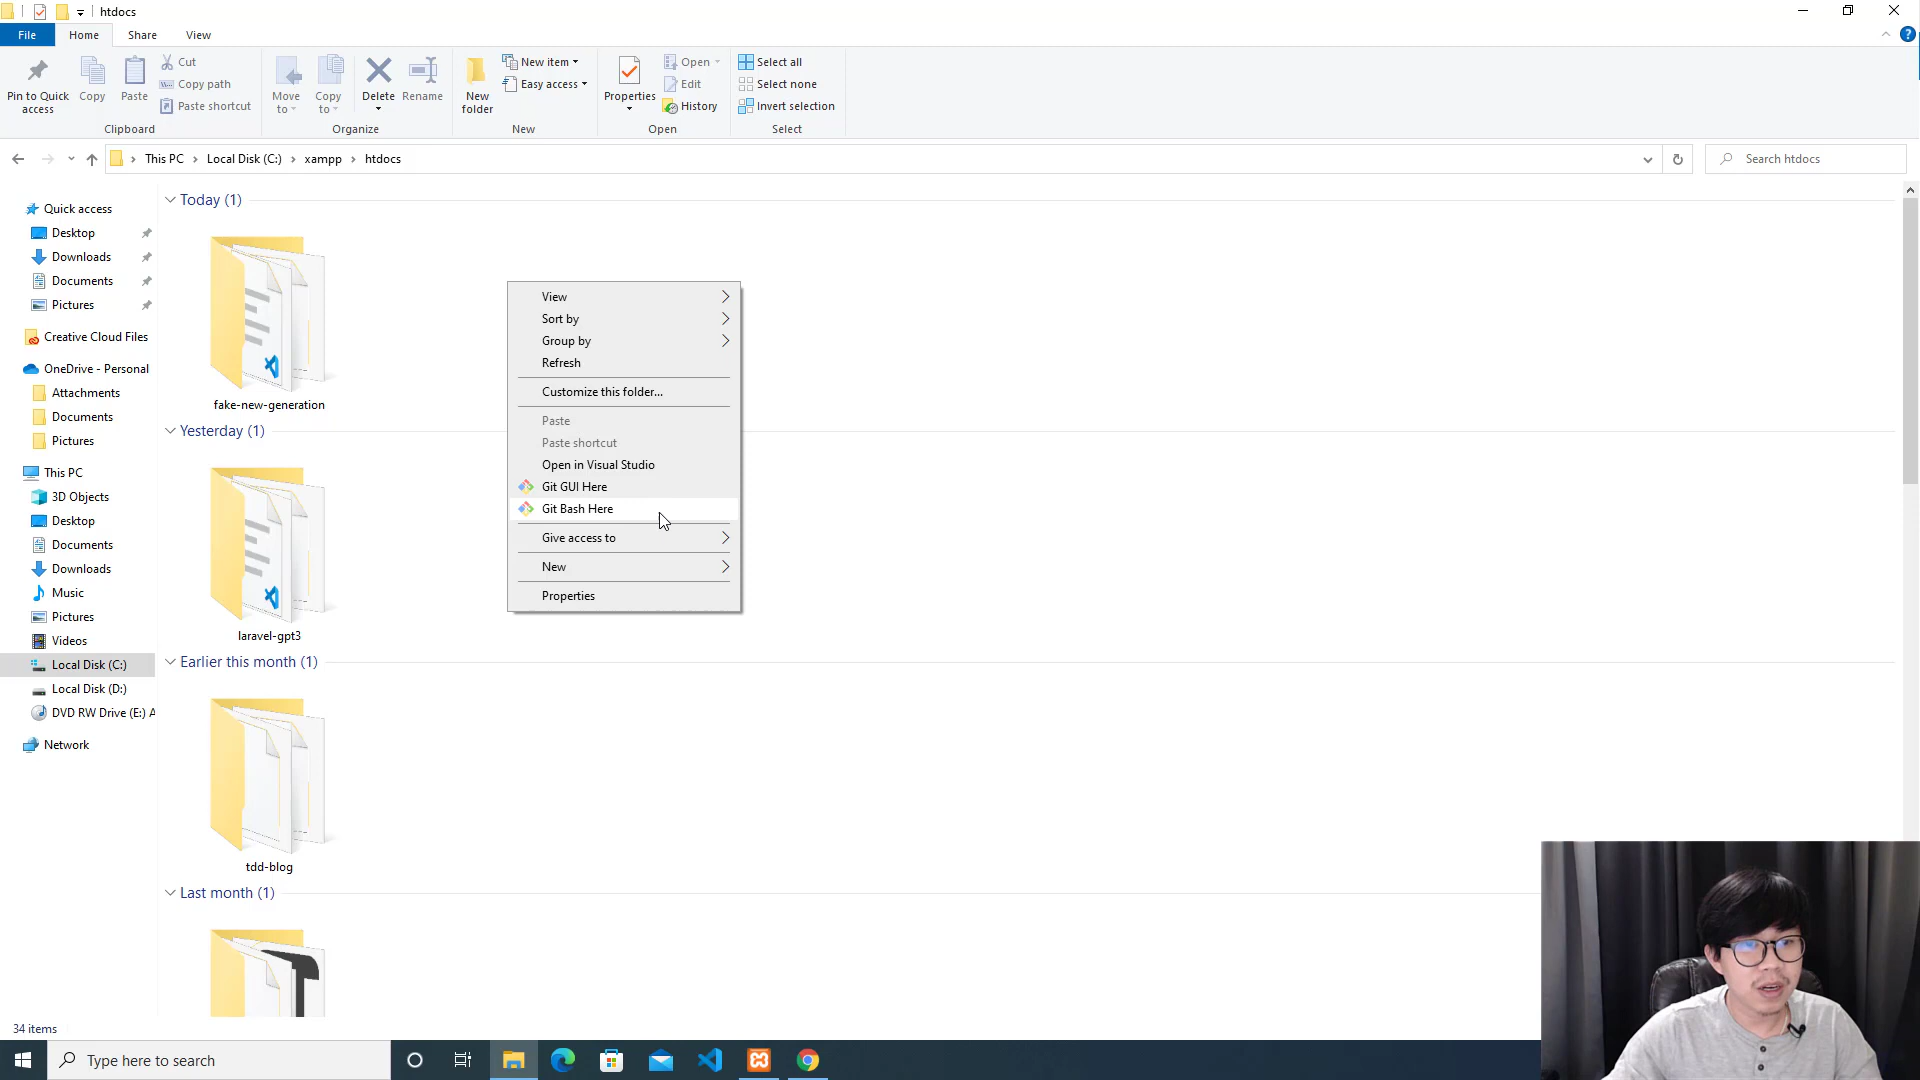 htdocs
File
Home
Share
View
Pin to Quick access
Copy
Paste
Cut
Copy path
Paste shortcut
Clipboard
Move to
Copy to
Delete
Rename
Organize
New folder
New item
Easy access
New
Properties
Open
Edit
History
Open
Select all
Select none
Invert selection
Select
This PC
Local Disk (C:)
xampp
htdocs
Search htdocs
Quick access
Desktop
Downloads
Documents
Pictures
Creative Cloud Files
OneDrive - Personal
Attachments
Documents
Pictures
This PC
3D Objects
Desktop
Documents
Downloads
Music
Pictures
Videos
Local Disk (C:)
Local Disk (D:)
DVD RW Drive (E:) A
Network
Today (1)
fake-new-generation
Yesterday (1)
laravel-gpt3
Earlier this month (1)
tdd-blog
Last month (1)
View
Sort by
Group by
Refresh
Customize this folder...
Paste
Paste shortcut
Open in Visual Studio
Git GUI Here
Git Bash Here
Give access to
New
Properties
34 items
Type here to search